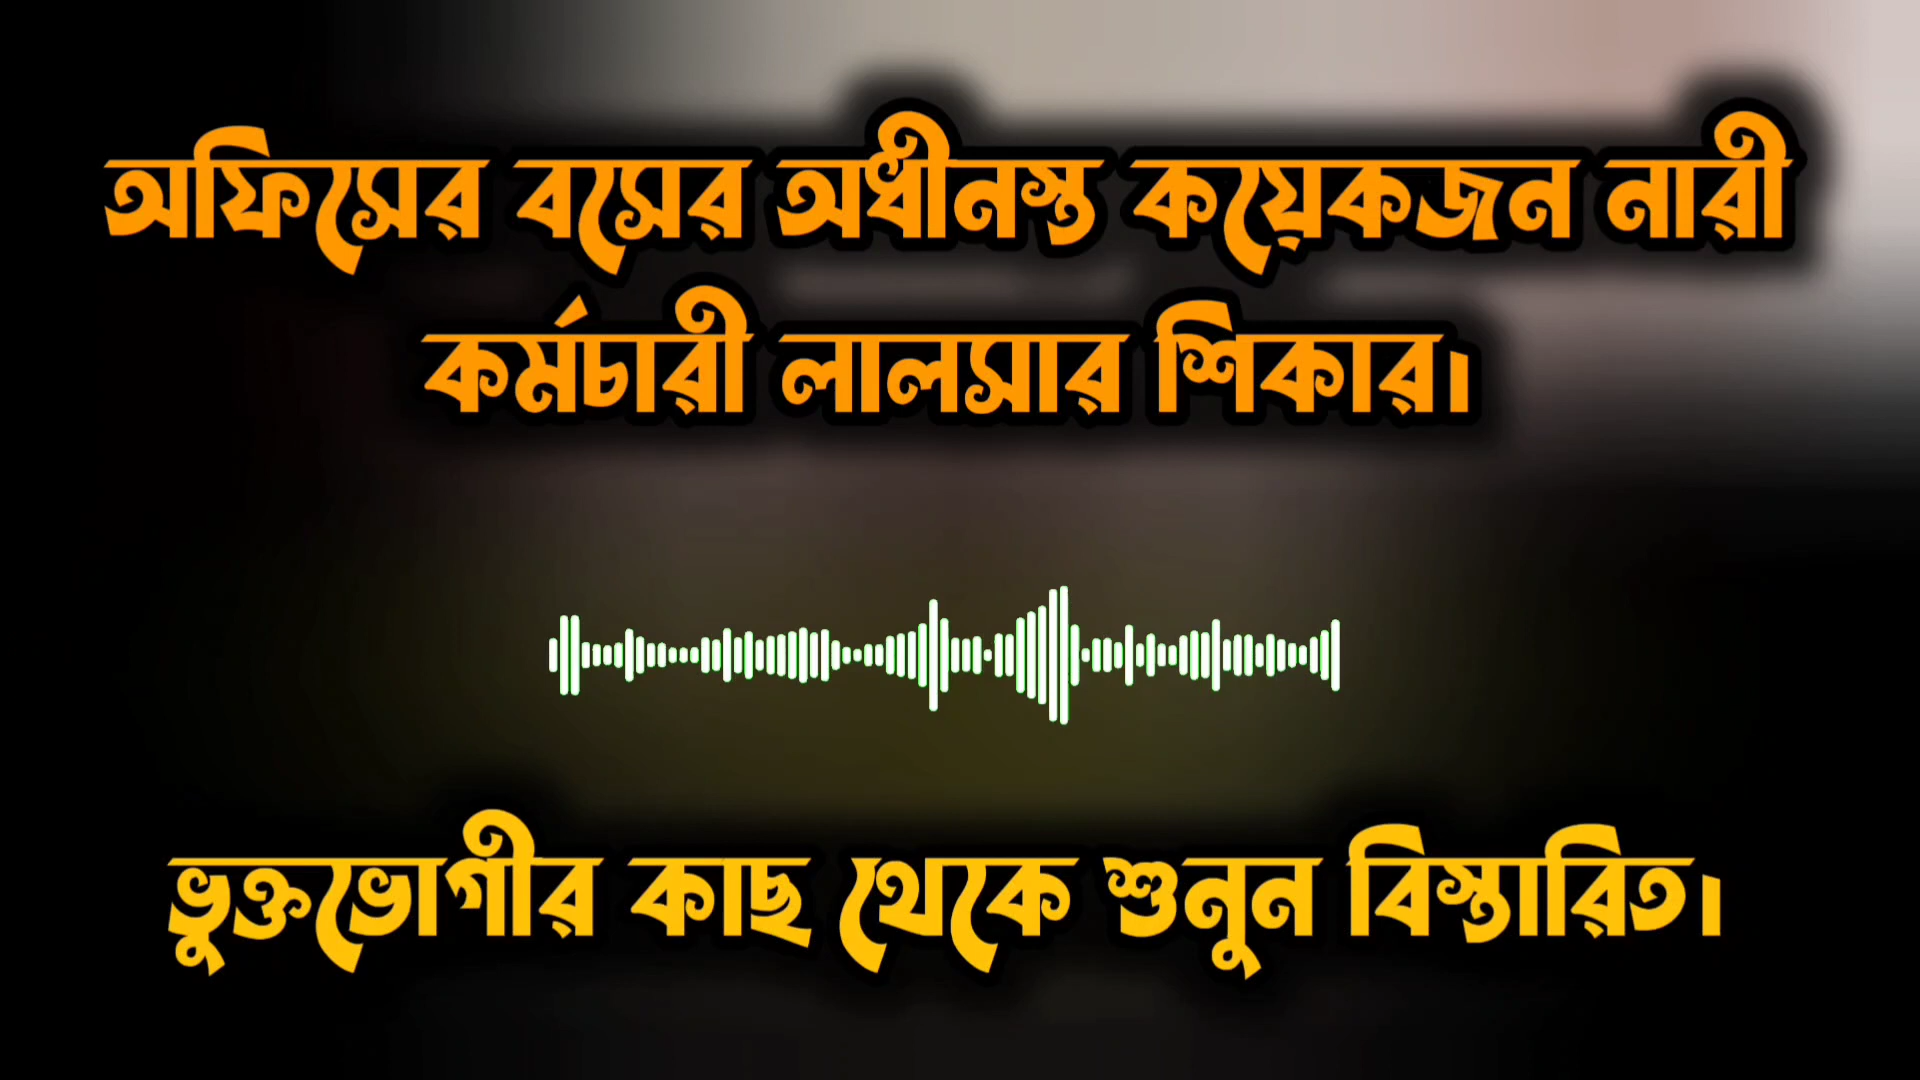 অফিসের বসের অধীনস্ত কয়েকজন নারী
কর্মচারী লালসার শিকার।
ভুক্তভোগীর কাছ থেকে শুনুন বিস্তারিত।